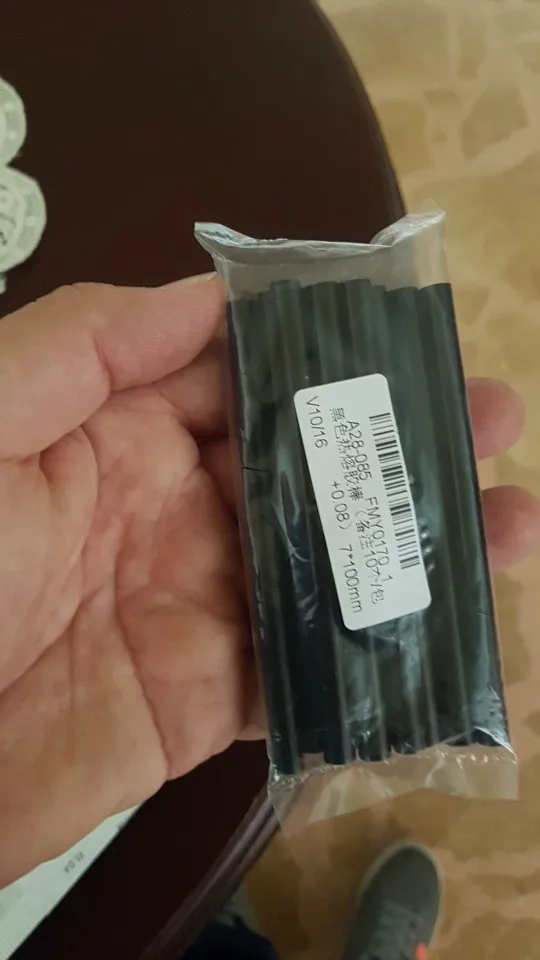 A28-085 FMY0170-1
黑色热熔胶棒（备注10个/包
+0.08） 7*100mm
V10/16